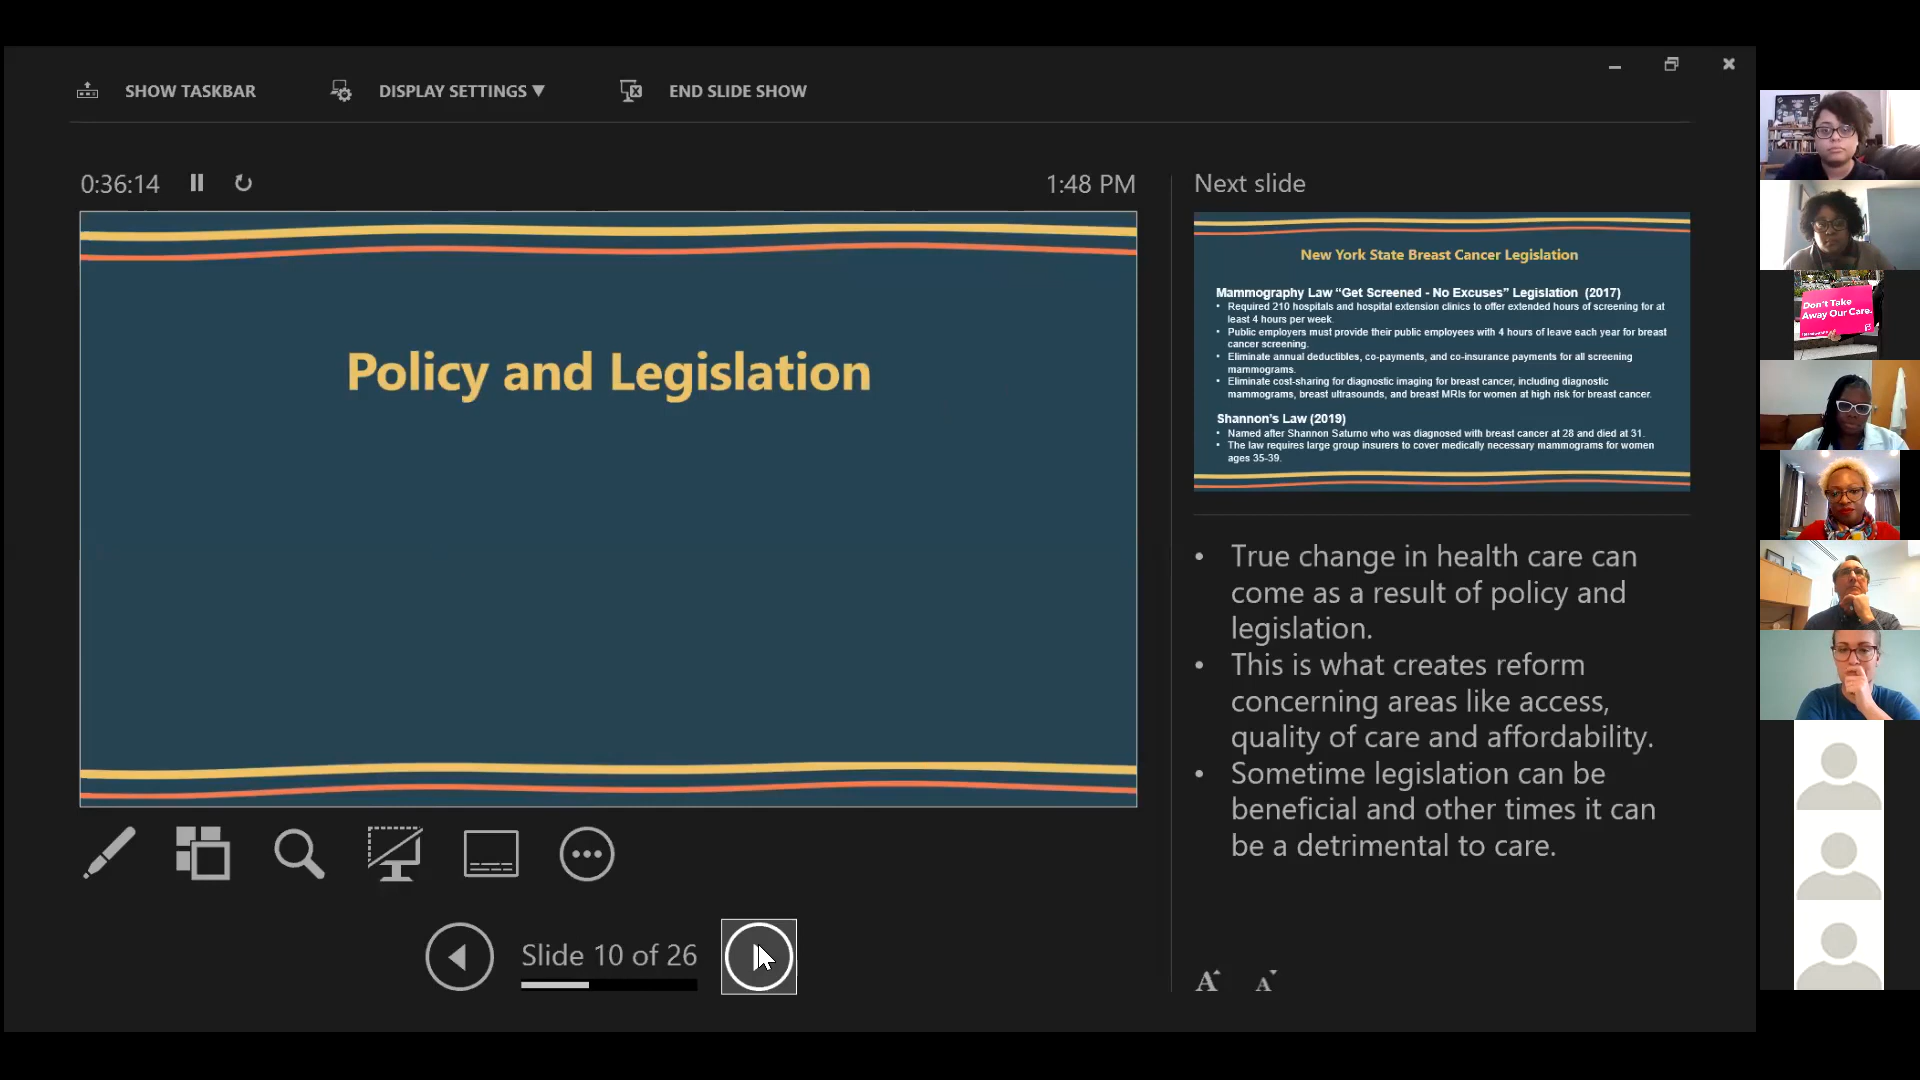 SHOW TASKBAR
DISPLAY SETTINGS ▼
END SLIDE SHOW
0:36:14
1:48 PM
Policy and Legislation
Slide 10 of 26
Next slide
New York State Breast Cancer Legislation
Mammography Law “Get Screened - No Excuses” Legislation (2017)
• Required 210 hospitals and hospital extension clinics to offer extended hours of screening for at
least 4 hours per week.
• Public employers must provide their public employees with 4 hours of leave each year for breast
cancer screening.
• Eliminate annual deductibles, co-payments, and co-insurance payments for all screening
mammograms.
• Eliminate cost-sharing for diagnostic imaging for breast cancer, including diagnostic
mammograms, breast ultrasounds, and breast MRIs for women at high risk for breast cancer.
Shannon’s Law (2019)
• Named after Shannon Saturno who was diagnosed with breast cancer at 28 and died at 31.
• The law requires large group insurers to cover medically necessary mammograms for women
ages 35-39.
• True change in health care can
come as a result of policy and
legislation.
• This is what creates reform
concerning areas like access,
quality of care and affordability.
• Sometime legislation can be
beneficial and other times it can
be a detrimental to care.
A A
Don't Take
Away Our Care.